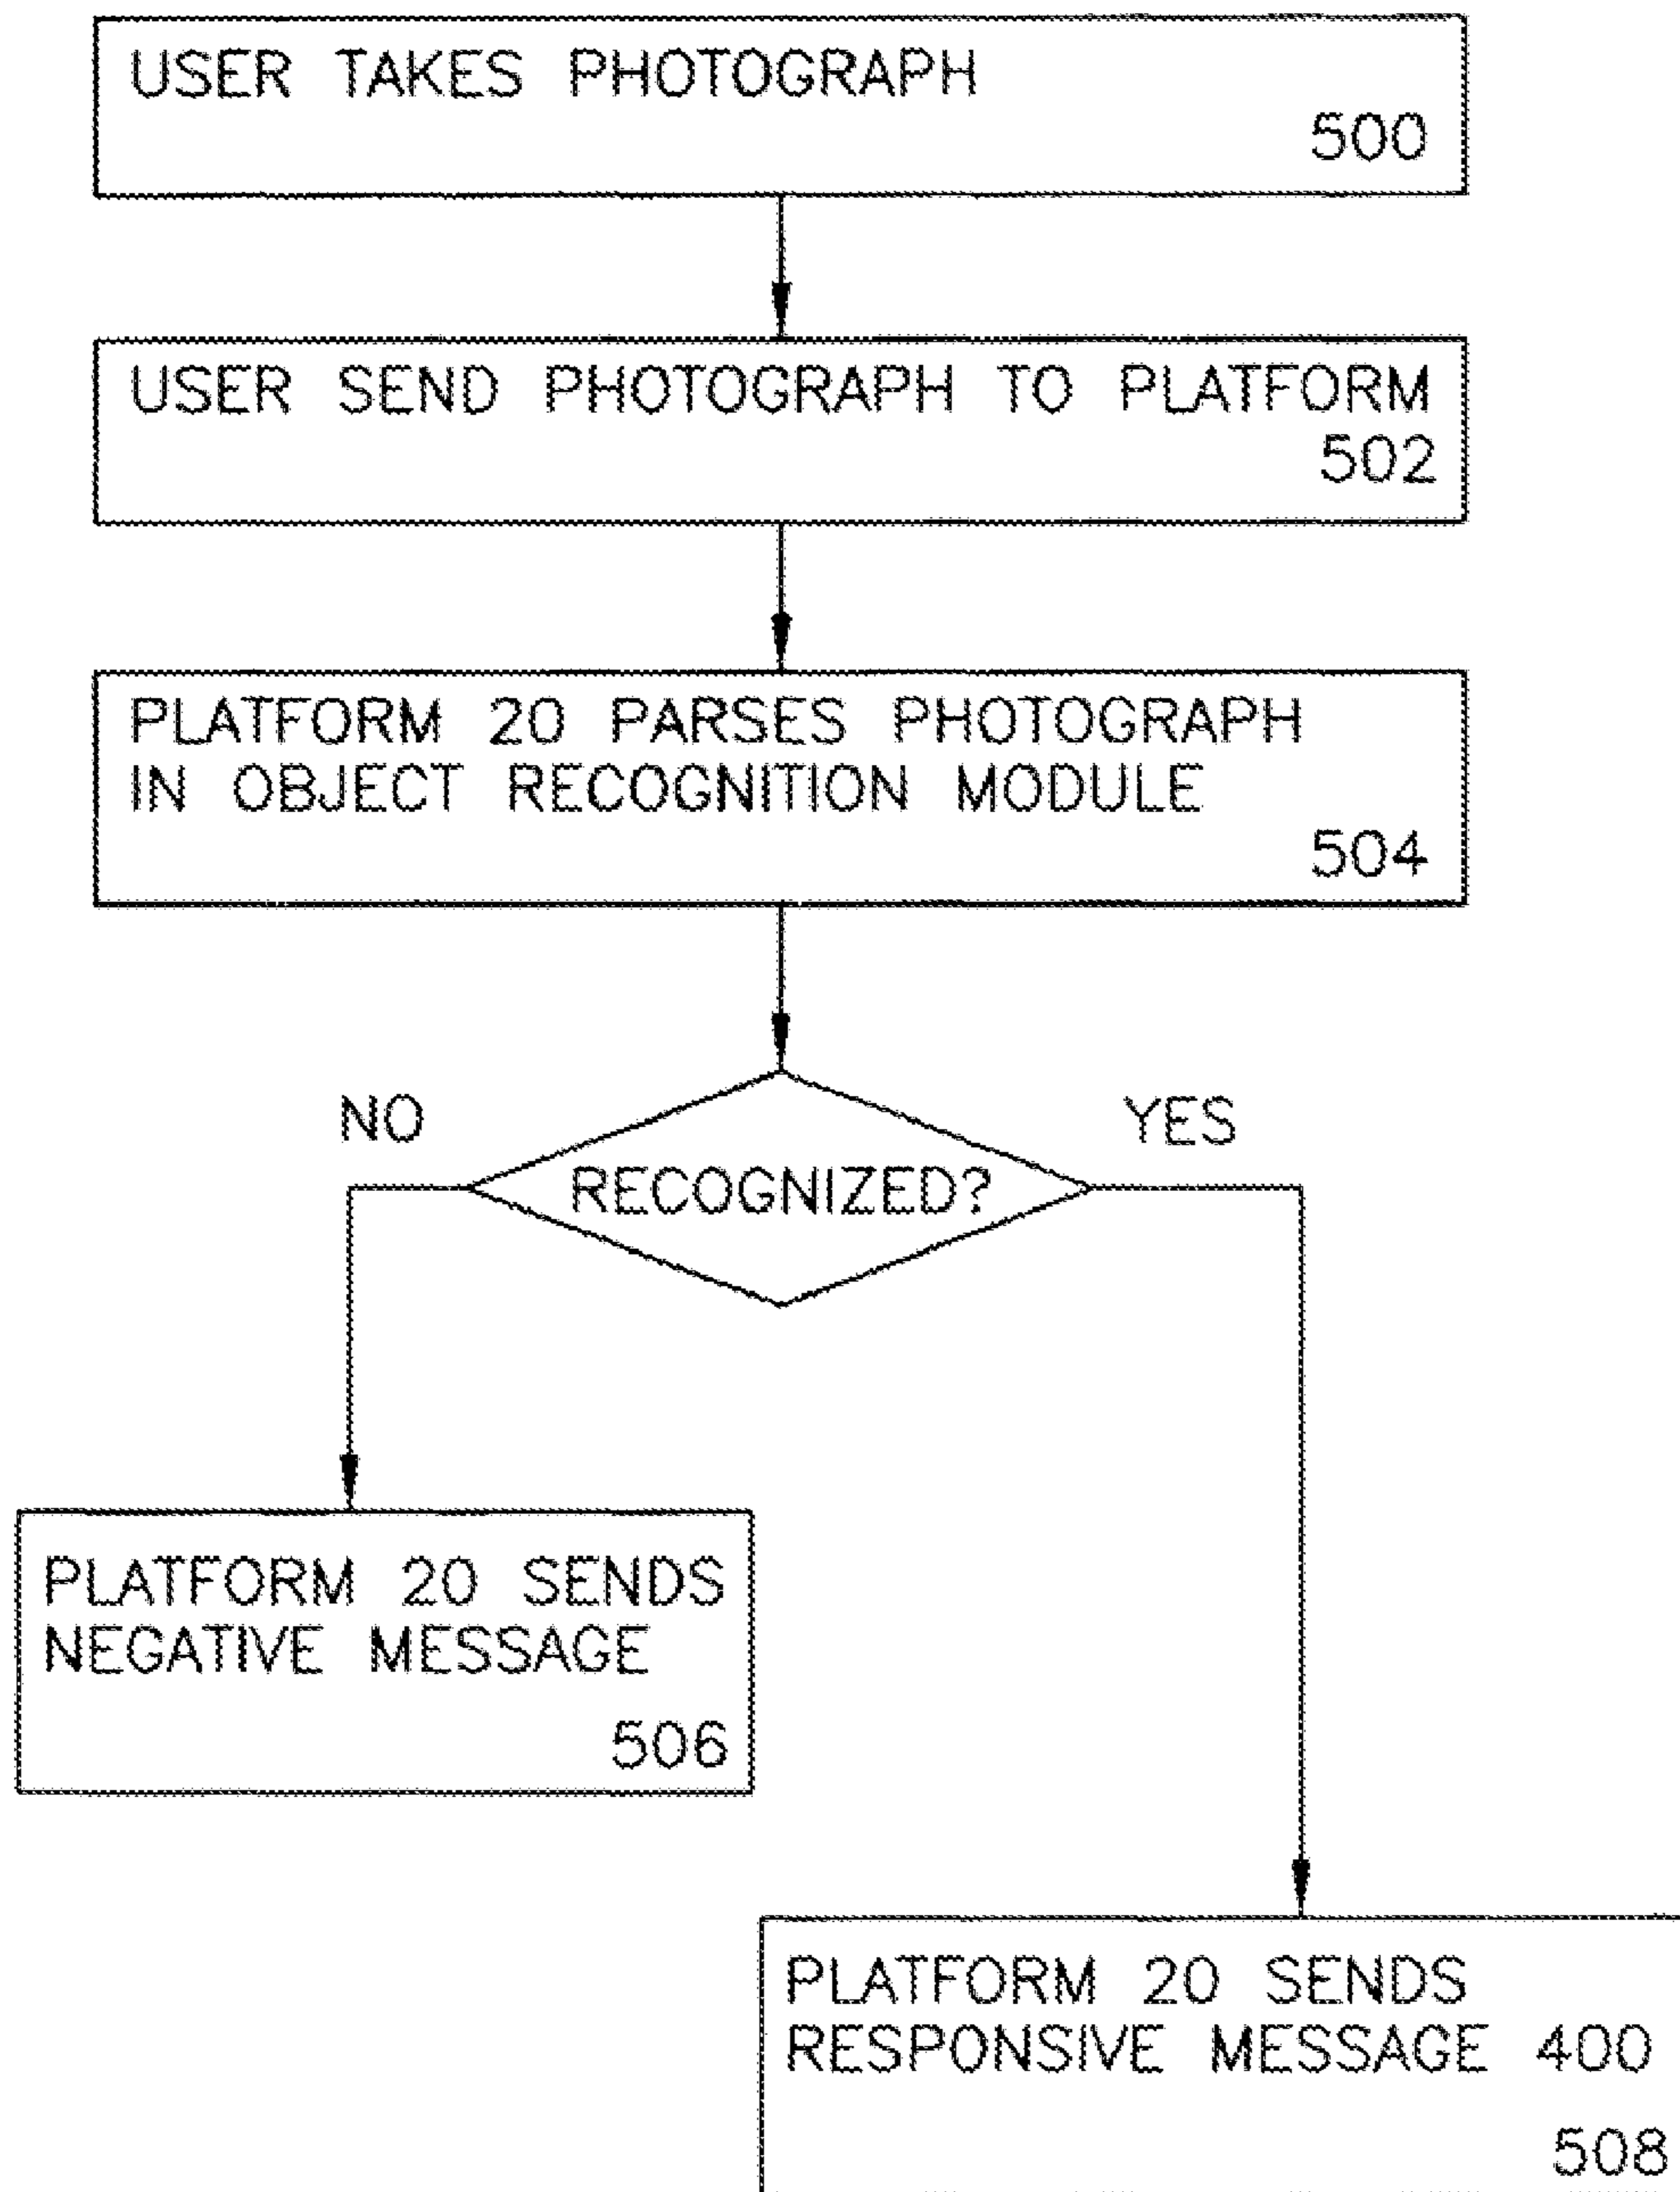 USER TAKES PHOTOGRAPH
500
USER SEND PHOTOGRAPH TO PLATFORM
502
PLATFORM 20 PARSES PHOTOGRAPH
IN OBJECT RECOGNITION MODULE
504
NO
YES
RECOGNIZED?
PLATFORM 20 SENDS
NEGATIVE MESSAGE
506
PLATFORM 20 SENDS
RESPONSIVE MESSAGE 400
508